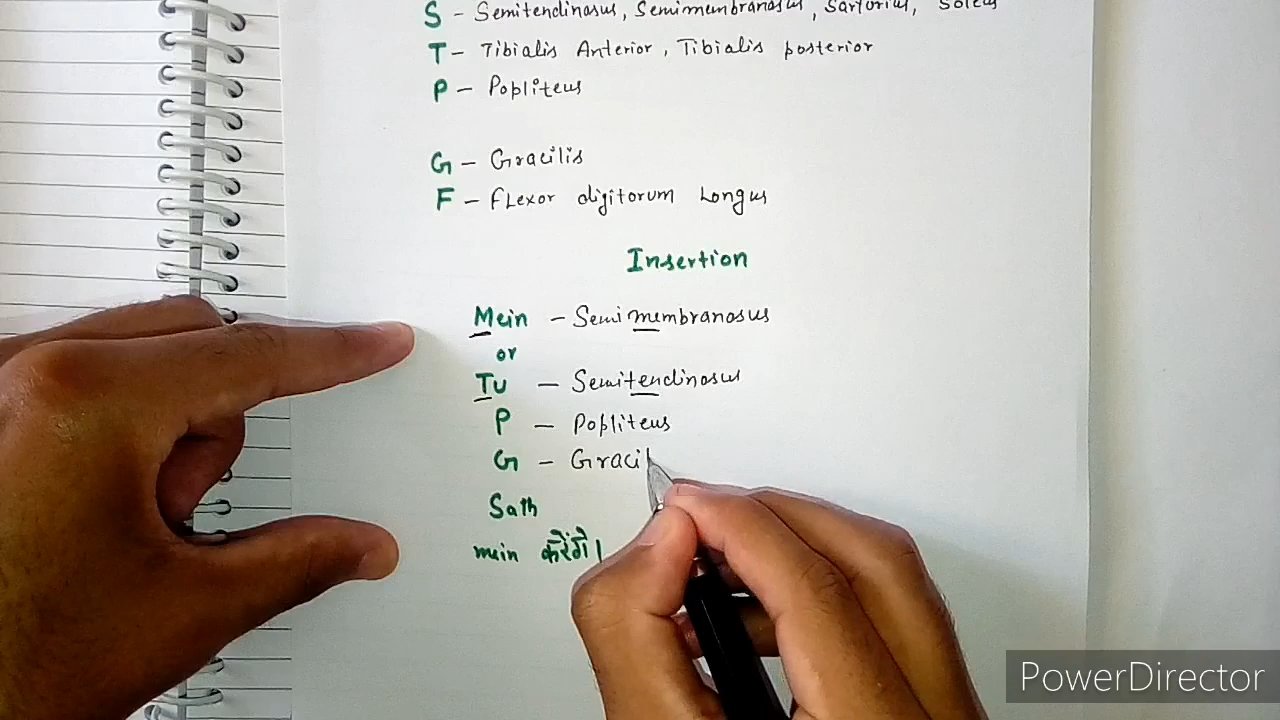 S - Semitendinosus, Semimembranosus, Sartorius, Soleus
T - Tibialis Anterior, Tibialis posterior
P - Popliteus
G - Gracilis
F - Flexor digitorum Longus
Insertion
Mein - Semimembranosus
or
Tu - Semitendinosus
P - Popliteus
G - Gracil
Sath
mein करेंगे।
PowerDirector